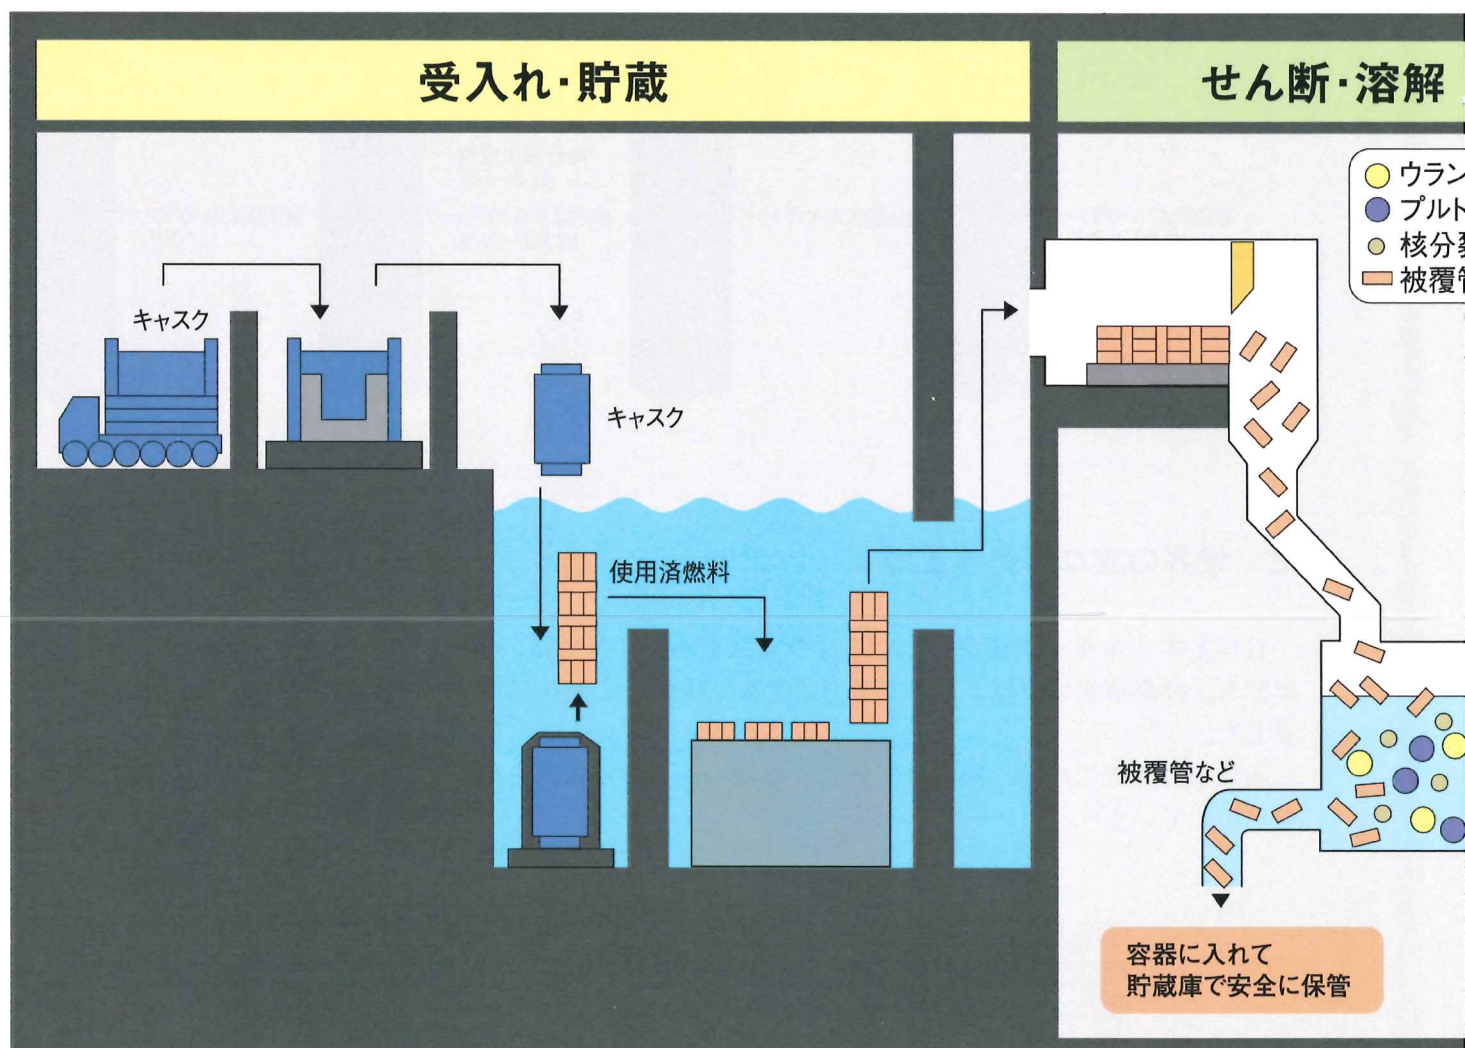 受入れ・貯蔵
せん断・溶解
ウラン
プルト
核分裂
被覆管
キャスク
キャスク
使用済燃料
被覆管など
容器に入れて
貯蔵庫で安全に保管